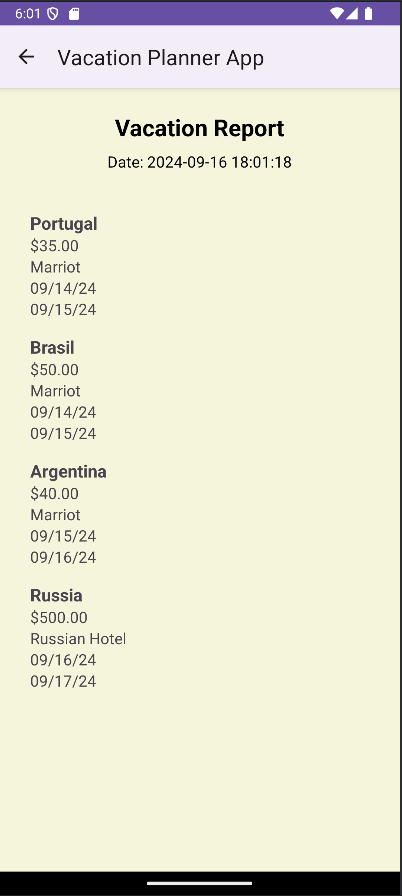 6:01
Vacation Planner App
Vacation Report
Date: 2024-09-16 18:01:18
Portugal
$35.00
Marriot
09/14/24
09/15/24
Brasil
$50.00
Marriot
09/14/24
09/15/24
Argentina
$40.00
Marriot
09/15/24
09/16/24
Russia
$500.00
Russian Hotel
09/16/24
09/17/24